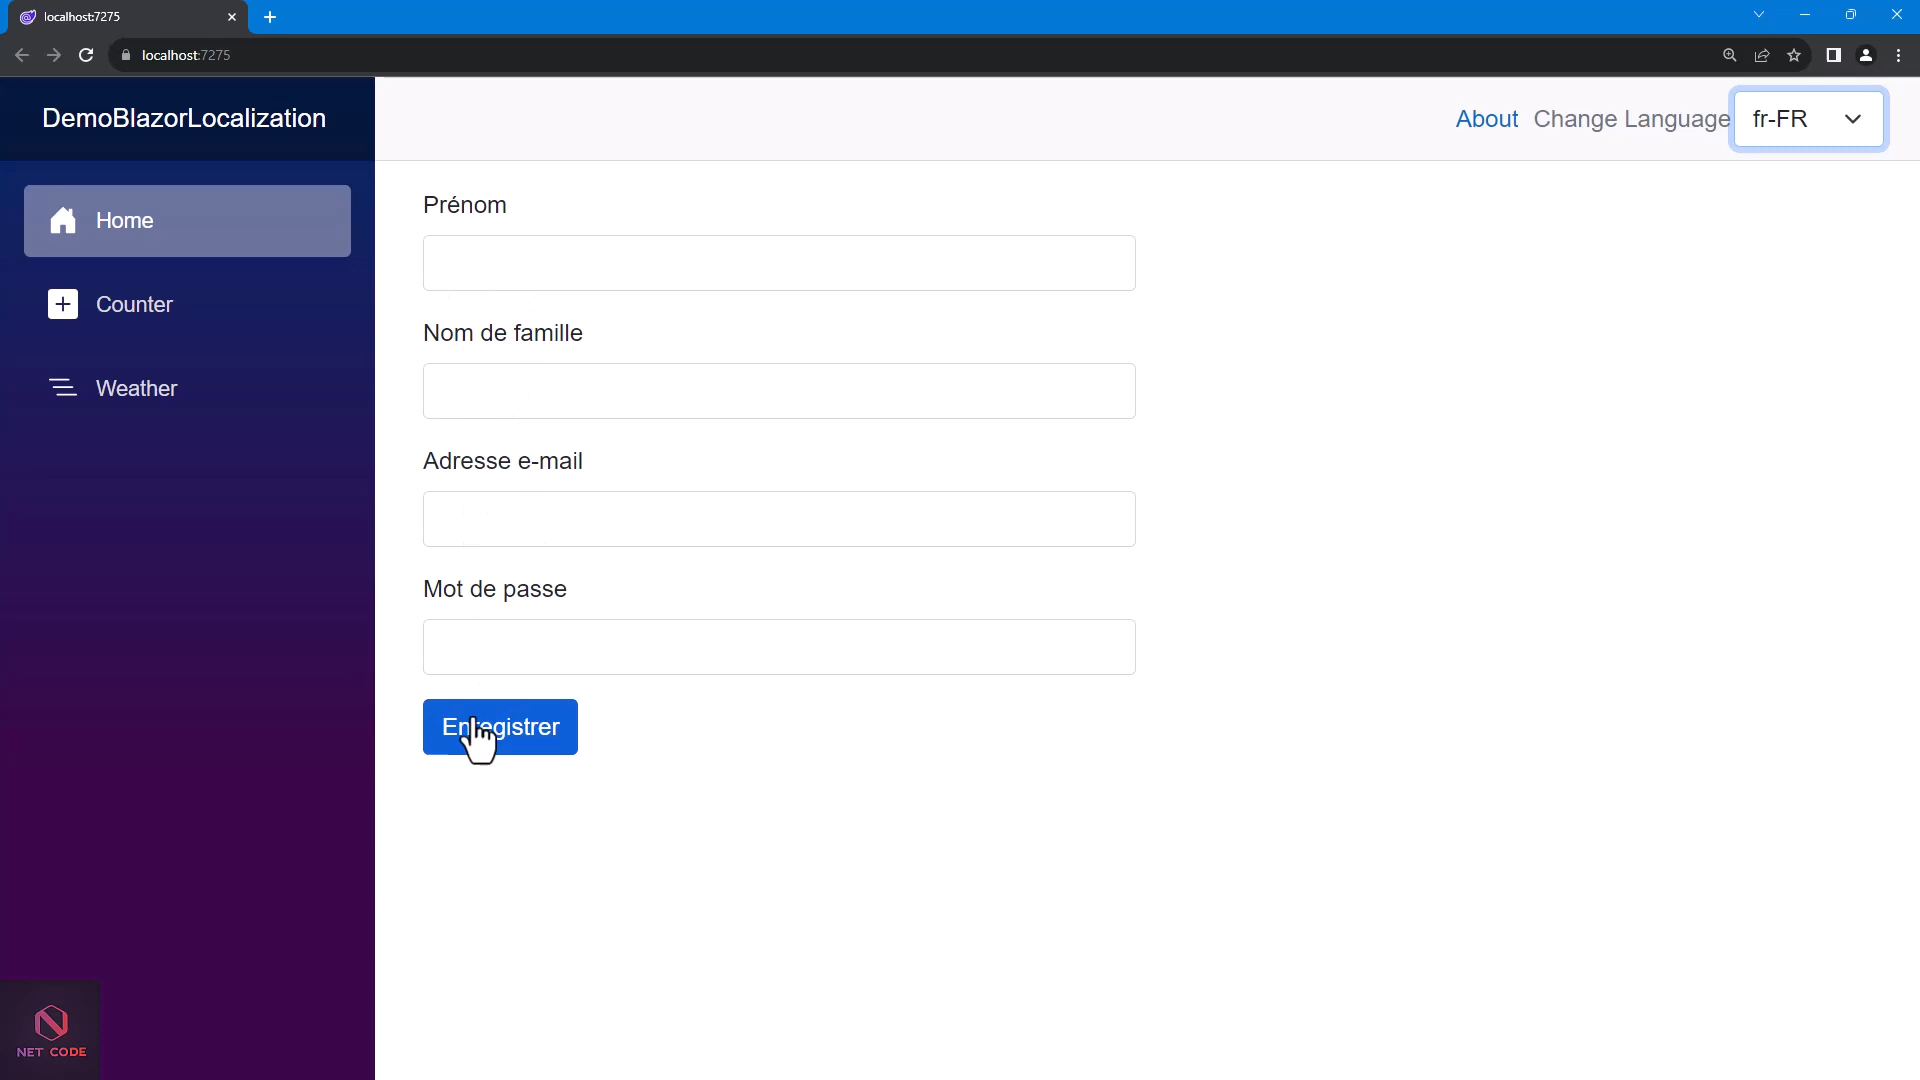 localhost:7275
localhost:7275
DemoBlazorLocalization
About Change Language fr-FR
Home
Counter
Weather
Prénom
Nom de famille
Adresse e-mail
Mot de passe
Enregistrer
NET CODE